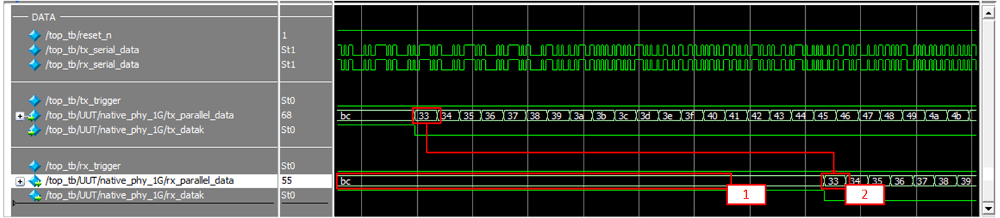 DATA
/top_tb/reset_n 1
/top_tb/tx_serial_data St1
/top_tb/rx_serial_data St1
/top_tb/tx_trigger St0
/top_tb/UUT/native_phy_1G/tx_parallel_data 68 bc 33 34 35 36 37 38 39 3a 3b 3c 3d 3e 3f 40 41 42 43 44 45 46 47 48 49 4a 4b
/top_tb/UUT/native_phy_1G/tx_datak St0
/top_tb/rx_trigger St0
/top_tb/UUT/native_phy_1G/rx_parallel_data 55 bc 33 34 35 36 37 38 39
/top_tb/UUT/native_phy_1G/rx_datak St0 1 2